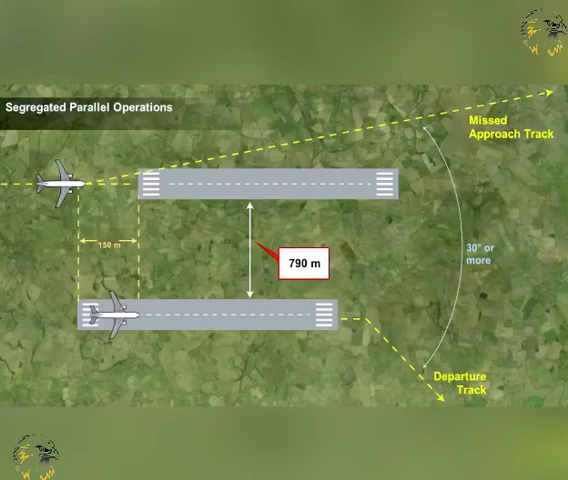 Segregated Parallel Operations
Missed
Approach Track
150 m
30° or
more
790 m
Departure
Track